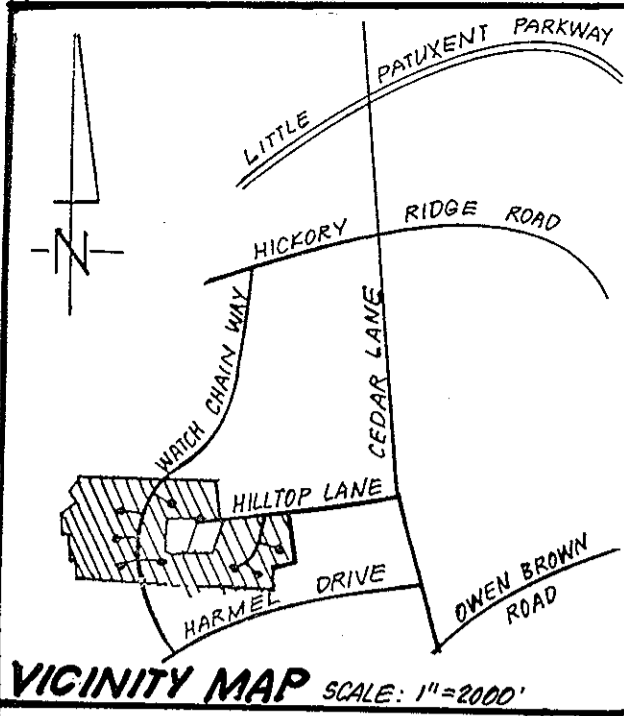 LITTLE PATUXENT PARKWAY
N
HICKORY RIDGE ROAD
WATCH CHAIN WAY
CEDAR LANE
HILLTOP LANE
HARMEL DRIVE
OWEN BROWN
ROAD
VICINITY MAP SCALE: 1"=2000'